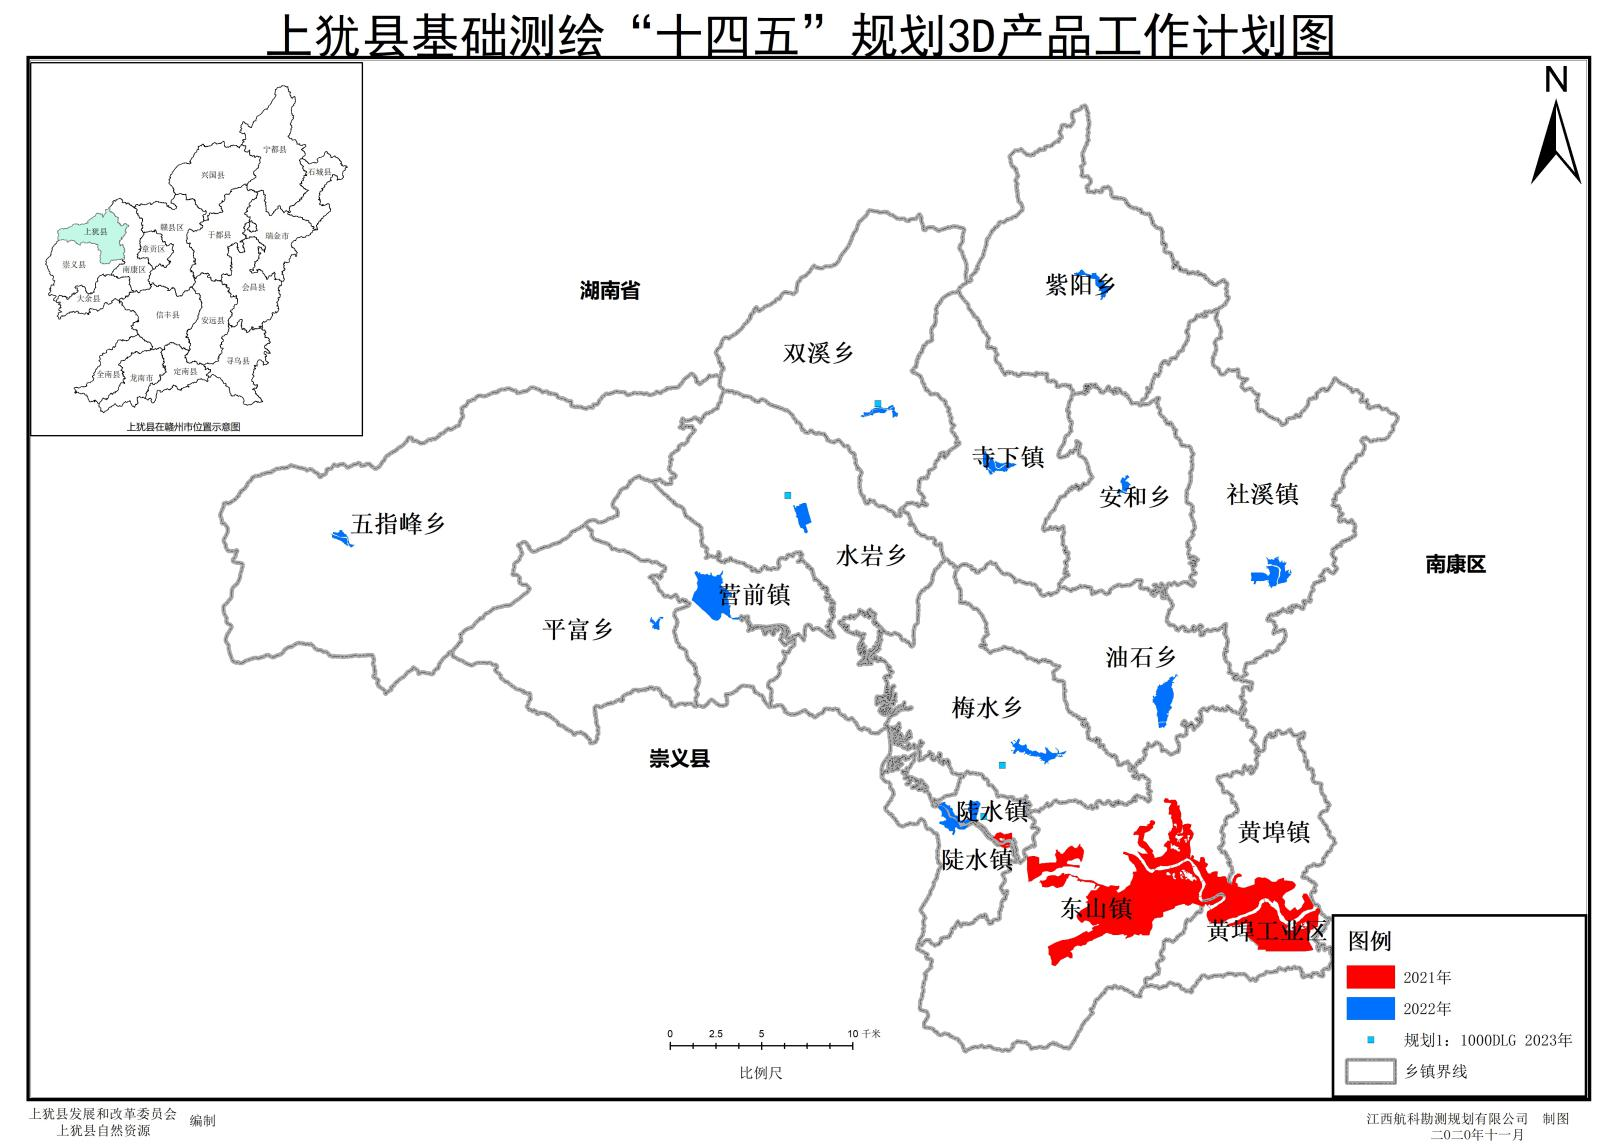 上犹县基础测绘“十四五”规划3D产品工作计划图
N
宁都县
石城县
兴国县
赣县区
于都县
瑞金市
上犹县
章贡区
崇义县
南康区
会昌县
大余县
信丰县
安远县
寻乌县
全南县
龙南市
定南县
上犹县在赣州市位置示意图
湖南省
紫阳乡
双溪乡
寺下镇
安和乡
社溪镇
五指峰乡
水岩乡
南康区
营前镇
平富乡
油石乡
梅水乡
崇义县
陡水镇
黄埠镇
陡水镇
东山镇
黄埠工业区
图例
2021年
2022年
规划1：1000DLG 2023年
乡镇界线
0 2.5 5 10 千米
比例尺
上犹县发展和改革委员会
上犹县自然资源
编制
江西航科勘测规划有限公司 制图
二〇二〇年十一月